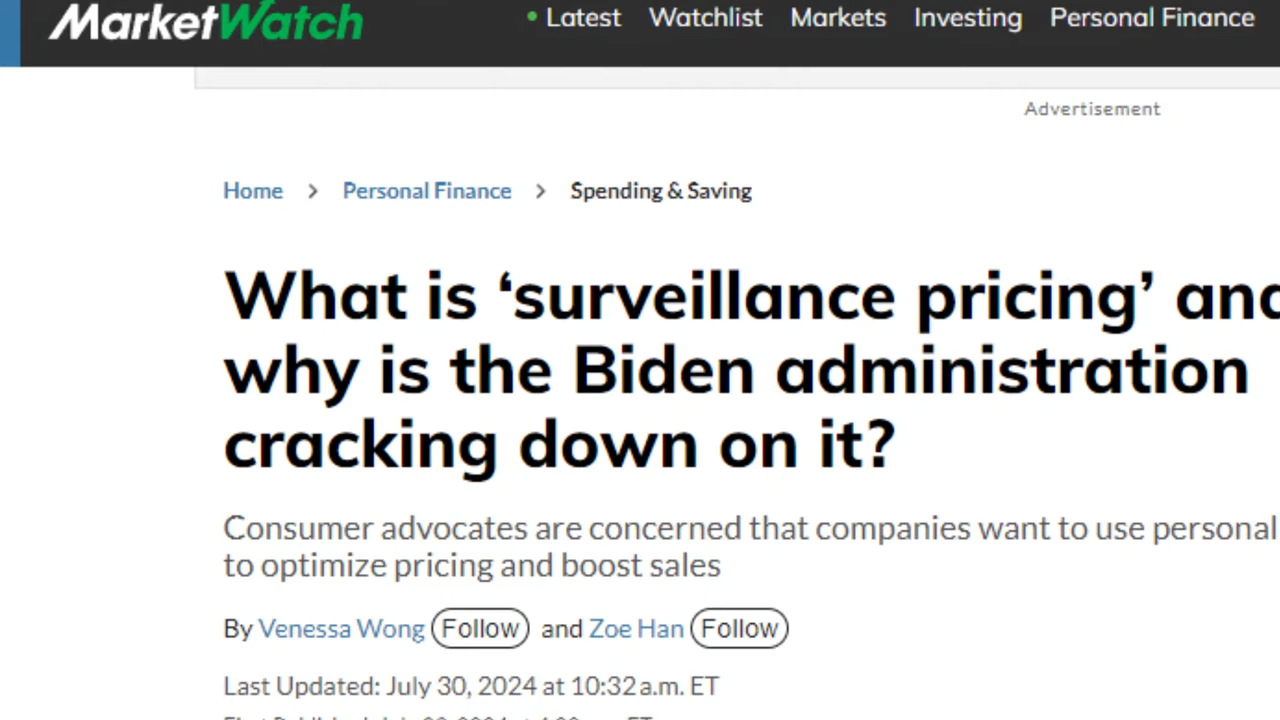 MarketWatch
Latest Watchlist Markets Investing Personal Finance
Advertisement
Home > Personal Finance > Spending & Saving
What is ‘surveillance pricing’ and
why is the Biden administration
cracking down on it?
Consumer advocates are concerned that companies want to use personal
to optimize pricing and boost sales
By Venessa Wong Follow and Zoe Han Follow
Last Updated: July 30, 2024 at 10:32 a.m. ET